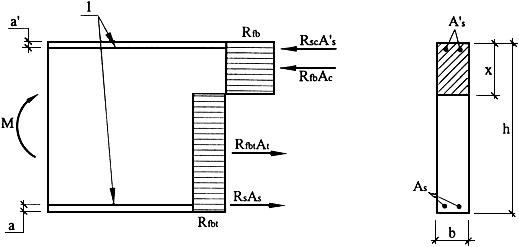 a' 1 Rfb A's
RscA's
RfbAc x
M h
RfbtAt
As
RsAs
a Rfbt b